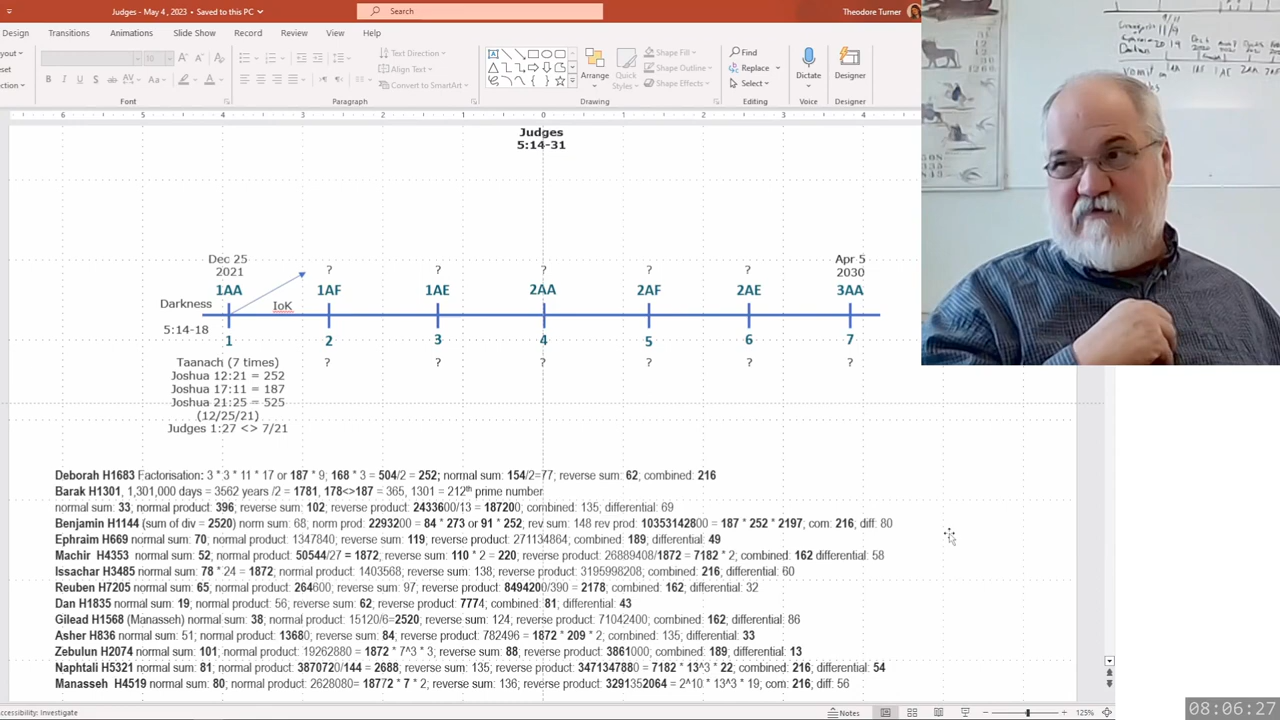 Judges - May 4, 2023 • Saved to this PC
Search
Theodore Turner
Design Transitions Animations Slide Show Record Review View Help
Text Direction
Align Text
Convert to SmartArt
Arrange
Quick Styles
Shape Fill
Shape Outline
Shape Effects
Find
Replace
Select
Dictate
Designer
Font Paragraph Drawing Editing Voice Designer
6 5 4 3 2 1 0 1 2 3 4
Judges
5:14-31
Dec 25
2021
? ? ? ? ?
Apr 5
2030
1AA 1AF 1AE 2AA 2AF 2AE 3AA
Darkness
IoK
5:14-18
1 2 3 4 5 6 7
Taanach (7 times)
? ? ? ? ? ?
Joshua 12:21 = 252
Joshua 17:11 = 187
Joshua 21:25 = 525
(12/25/21)
Judges 1:27 <> 7/21
Deborah H1683 Factorisation: 3 * 3 * 11 * 17 or 187 * 9; 168 * 3 = 504/2 = 252; normal sum: 154/2=77; reverse sum: 62; combined: 216
Barak H1301, 1,301,000 days = 3562 years /2 = 1781, 178<>187 = 365, 1301 = 212th prime number
normal sum: 33, normal product: 396, reverse sum: 102, reverse product: 2433600/13 = 187200, combined: 135, differential: 69
Benjamin H1144 (sum of div = 2520) norm sum: 68, norm prod: 2293200 = 84 * 273 or 91 * 252, rev sum: 148 rev prod: 10353142800 = 187 * 252 * 2197, com: 216, diff: 80
Ephraim H669 normal sum: 70, normal product: 1347840, reverse sum: 119, reverse product: 271134864, combined: 189, differential: 49
Machir H4353 normal sum: 52, normal product: 50544/27 = 1872, reverse sum: 110 * 2 = 220, reverse product: 26889408/1872 = 7182 * 2; combined: 162 differential: 58
Issachar H3485 normal sum: 78 * 24 = 1872, normal product: 1403568, reverse sum: 138, reverse product: 3195998208, combined: 216, differential: 60
Reuben H7205 normal sum: 65, normal product: 264600, reverse sum: 97, reverse product: 8494200/390 = 2178, combined: 162, differential: 32
Dan H1835 normal sum: 19, normal product: 56, reverse sum: 62, reverse product: 7774; combined: 81, differential: 43
Gilead H1568 (Manasseh) normal sum: 38, normal product: 15120/6=2520, reverse sum: 124, reverse product: 71042400, combined: 162, differential: 86
Asher H836 normal sum: 51, normal product: 13680, reverse sum: 84, reverse product: 782496 = 1872 * 209 * 2; combined: 135, differential: 33
Zebulun H2074 normal sum: 101, normal product: 19262880 = 1872 * 7^3 * 3, reverse sum: 88, reverse product: 3861000, combined: 189, differential: 13
Naphtali H5321 normal sum: 81, normal product: 3870720/144 = 2688, reverse sum: 135, reverse product: 3471347880 = 7182 * 13^3 * 22, combined: 216, differential: 54
Manasseh H4519 normal sum: 80, normal product: 2628080= 18772 * 7 * 2, reverse sum: 136, reverse product: 3291352064 = 2^10 * 13^3 * 19; com: 216, diff: 56
ccessibility: Investigate
Notes
125%
08:06:27